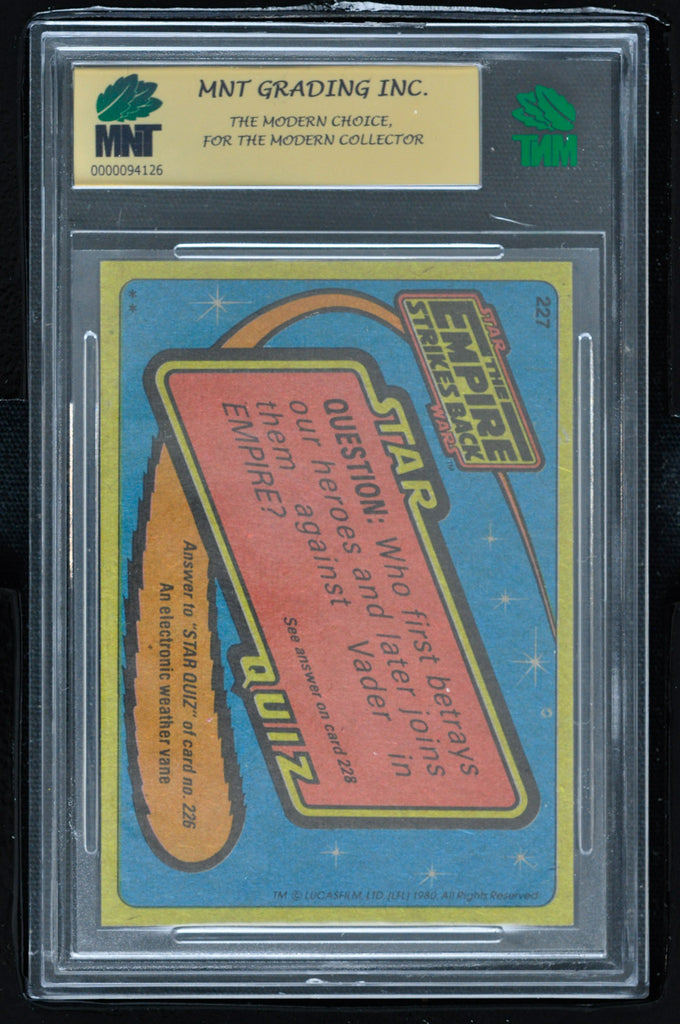 MNT GRADING INC.
THE MODERN CHOICE,
FOR THE MODERN COLLECTOR
MNT
0000094126
MNT
227
STAR
THE
EMPIRE
STRIKES BACK
WARS™
STAR
QUESTION: Who first betrays
our heroes and later joins
them against Vader in
EMPIRE?
See answer on card 228
QUIZ
Answer to "STAR QUIZ" of card no. 226
An electronic weather vane
**
TM © LUCASFILM, LTD. (LFL) 1980. All Rights Reserved